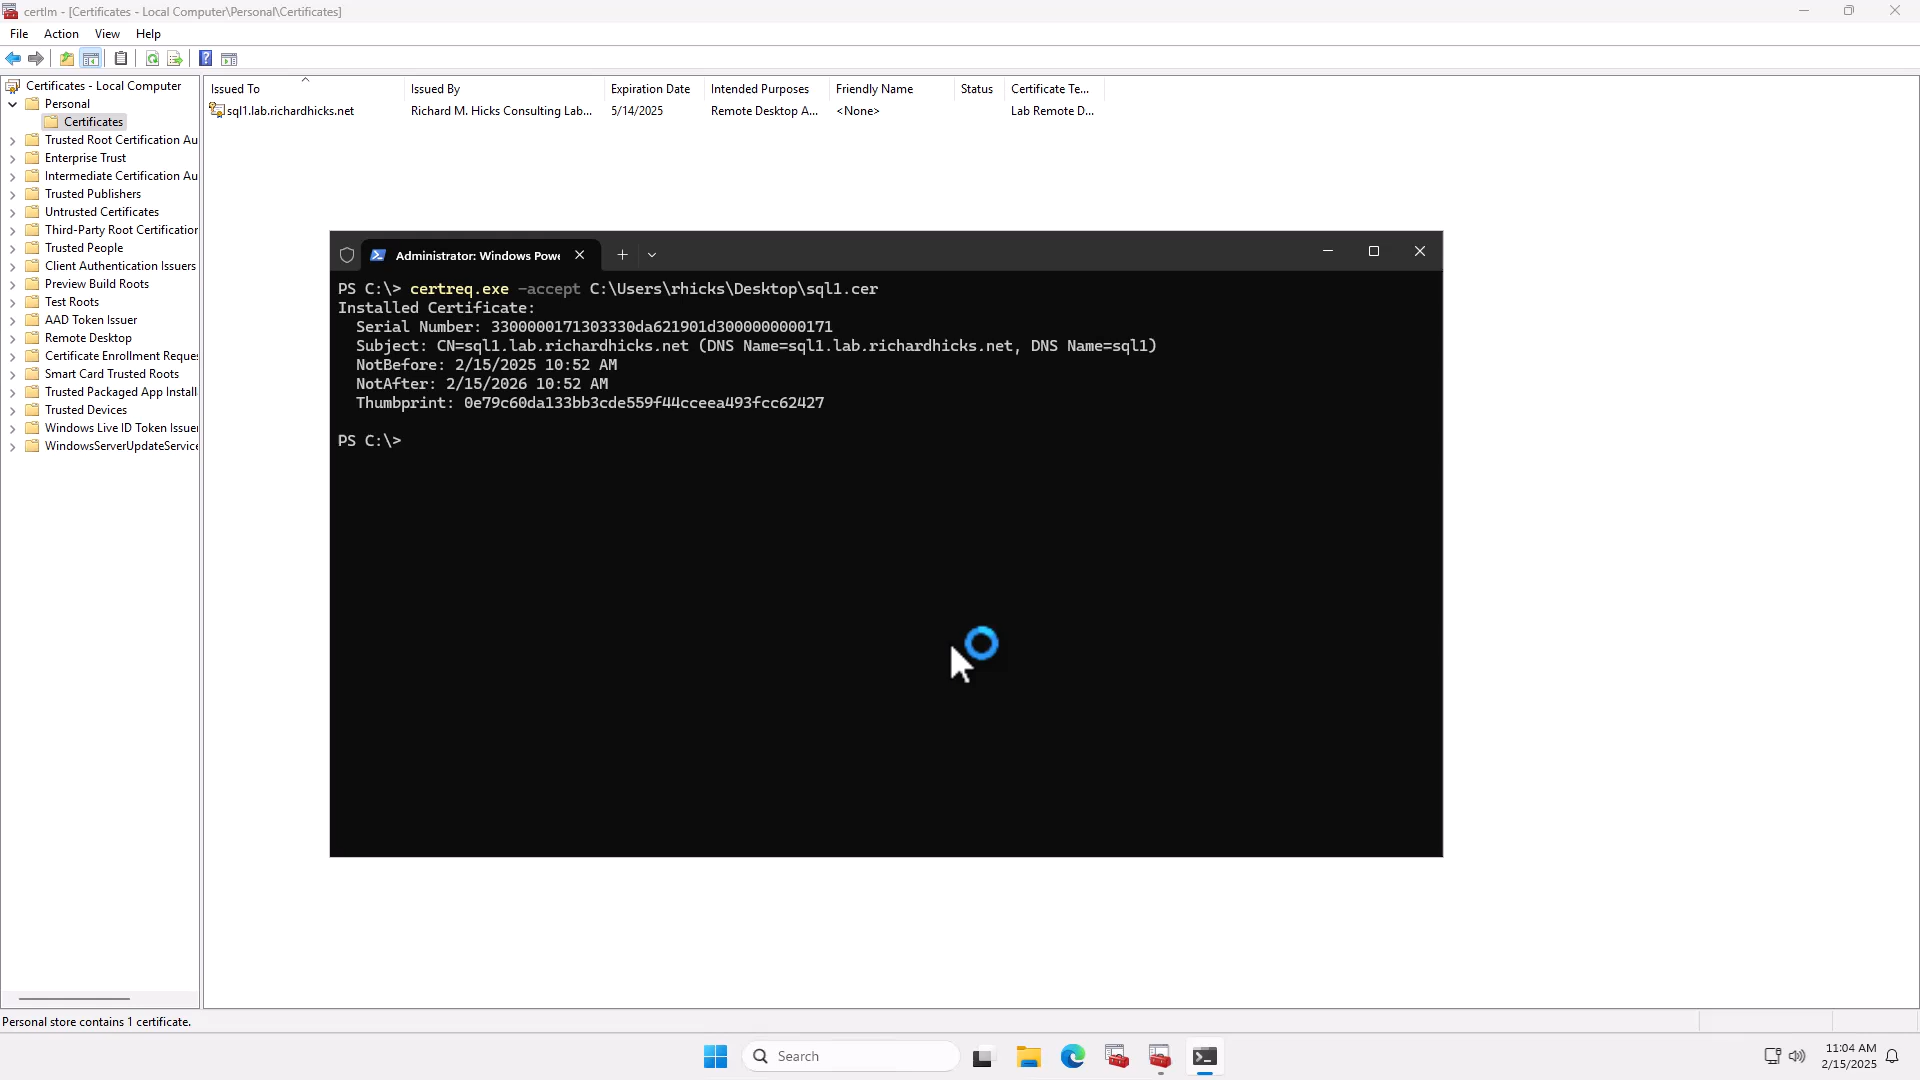 certlm - [Certificates - Local Computer\Personal\Certificates]
File Action View Help
Certificates - Local Computer
Personal
Certificates
Trusted Root Certification Au
Enterprise Trust
Intermediate Certification Au
Trusted Publishers
Untrusted Certificates
Third-Party Root Certification
Trusted People
Client Authentication Issuers
Preview Build Roots
Test Roots
AAD Token Issuer
Remote Desktop
Certificate Enrollment Reques
Smart Card Trusted Roots
Trusted Packaged App Install
Trusted Devices
Windows Live ID Token Issuer
WindowsServerUpdateService
Issued To Issued By Expiration Date Intended Purposes Friendly Name Status Certificate Te...
sql1.lab.richardhicks.net Richard M. Hicks Consulting Lab... 5/14/2025 Remote Desktop A... <None> Lab Remote D...
Administrator: Windows Powe
PS C:\> certreq.exe -accept C:\Users\rhicks\Desktop\sql1.cer
Installed Certificate:
Serial Number: 3300000171303330da621901d3000000000171
Subject: CN=sql1.lab.richardhicks.net (DNS Name=sql1.lab.richardhicks.net, DNS Name=sql1)
NotBefore: 2/15/2025 10:52 AM
NotAfter: 2/15/2026 10:52 AM
Thumbprint: 0e79c60da133bb3cde559f44cceea493fcc62427
PS C:\>
Personal store contains 1 certificate.
Search
11:04 AM
2/15/2025